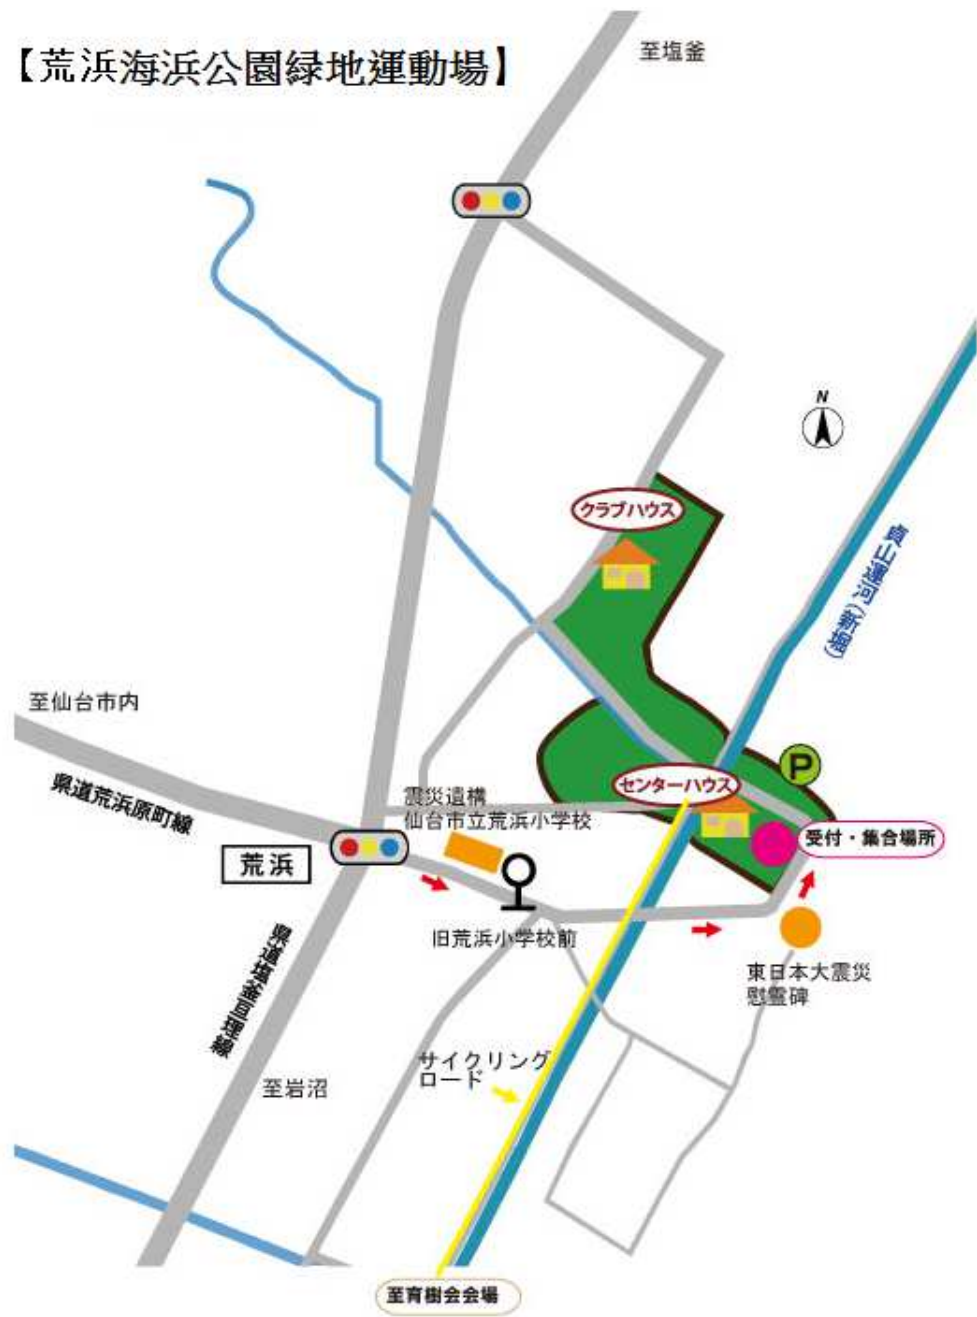 【荒浜海浜公園緑地運動場】
至塩釜
N
クラブハウス
貞山運河(新堀)
至仙台市内
県道荒浜原町線
P
センターハウス
震災遺構
仙台市立荒浜小学校
受付・集合場所
荒浜
旧荒浜小学校前
東日本大震災
慰霊碑
県道塩釜亘理線
サイクリング
ロード
至岩沼
至育樹会会場